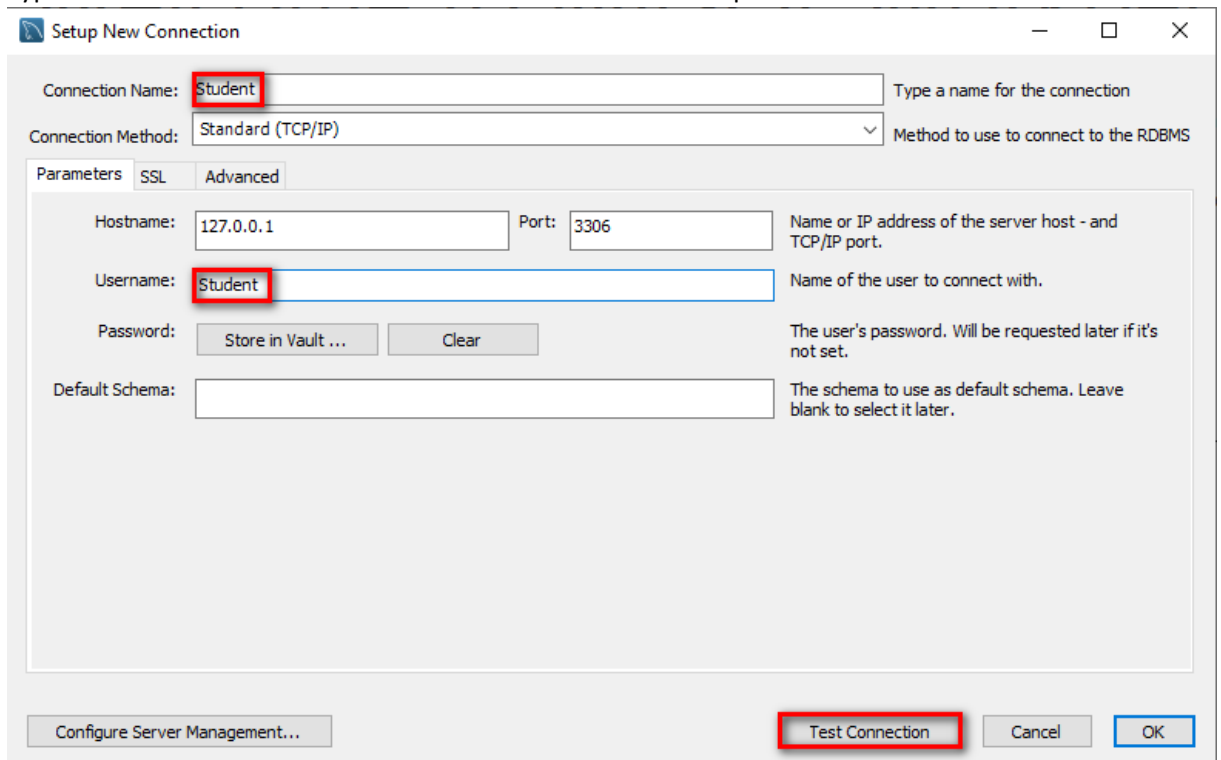 Setup New Connection
Connection Name: Student Type a name for the connection
Connection Method: Standard (TCP/IP) Method to use to connect to the RDBMS
Parameters SSL Advanced
Hostname: 127.0.0.1 Port: 3306 Name or IP address of the server host - and
TCP/IP port.
Username: Student Name of the user to connect with.
Password: Store in Vault ... Clear The user's password. Will be requested later if it's
not set.
Default Schema: The schema to use as default schema. Leave
blank to select it later.
Configure Server Management... Test Connection Cancel OK